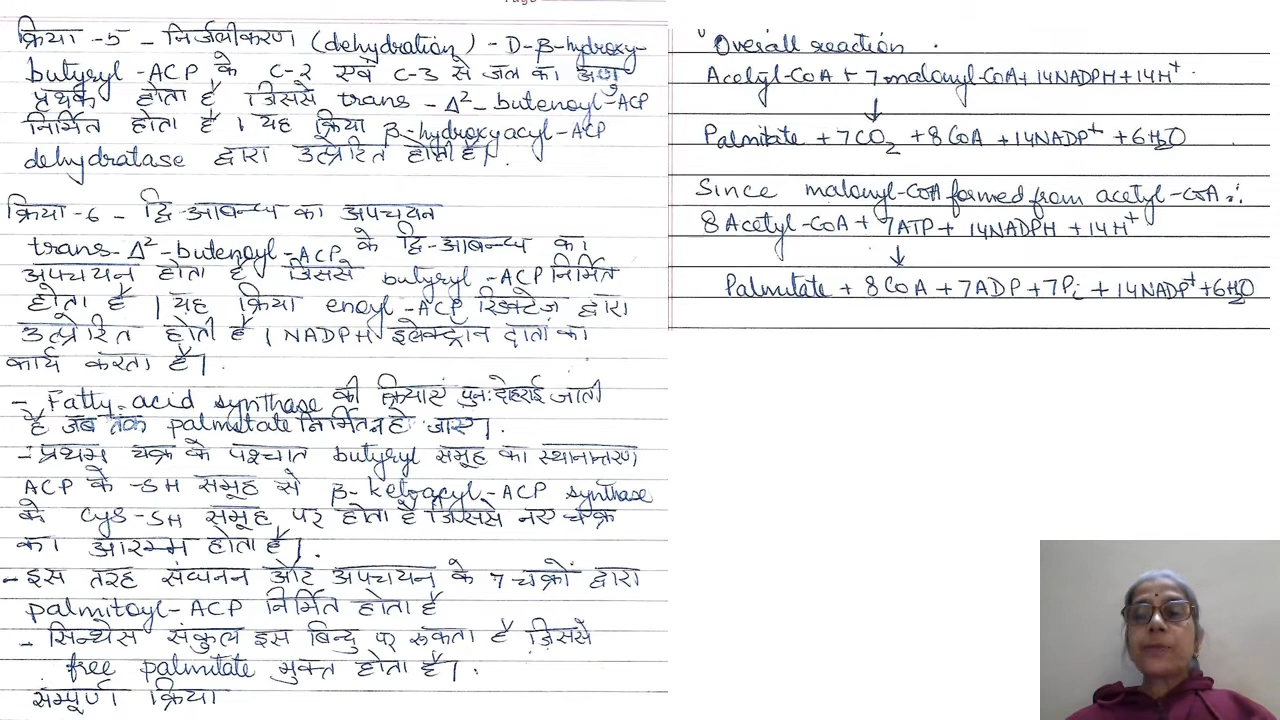 क्रिया -5 - निर्जलीकरण (dehydration) - D-β-hydroxy-
butyryl -ACP के C-2 एवं C-3 से जल का अणु
पृथक होता है जिससे trans - Δ²- butenoyl-ACP
निर्मित होता है । यह क्रिया β-hydroxyacyl-ACP
dehydratase द्वारा उत्प्रेरित होती है।
क्रिया -6 - द्वि-आबन्ध का अपचयन
trans-Δ²-butenoyl-ACP के द्वि-आबन्ध का
अपचयन होता है जिससे butyryl -ACP निर्मित
होता है । यह क्रिया enoyl-ACP रिडक्टेज द्वारा
उत्प्रेरित होती है । NADPH इलेक्ट्रान दाता का
कार्य करता है।
- Fatty acid synthase की क्रियाएं पुनः दोहराई जाती
है जब तक palmitate निर्मित न हो जाए।
- प्रथम चक्र के पश्चात butyryl समूह का स्थानान्तरण
ACP के -SH समूह से β-ketoacyl-ACP synthase
के Cys-SH समूह पर होता है जिससे नए चक्र
का आरम्भ होता है।
- इस तरह संघनन और अपचयन के 7 चक्रों द्वारा
palmitoyl-ACP निर्मित होता है
- सिन्थेस संकुल इस बिन्दु पर रुकता है जिससे
free palmitate मुक्त होता है।
सम्पूर्ण क्रिया
Overall reaction
Acetyl-CoA + 7 malonyl-CoA + 14NADPH + 14H⁺
↓
Palmitate + 7CO₂ + 8CoA + 14NADP⁺ + 6H₂O
Since malonyl-CoA formed from acetyl-CoA ∴
8 Acetyl-CoA + 7ATP + 14NADPH + 14H⁺
↓
Palmitate + 8CoA + 7ADP + 7Pi + 14NADP⁺ + 6H₂O